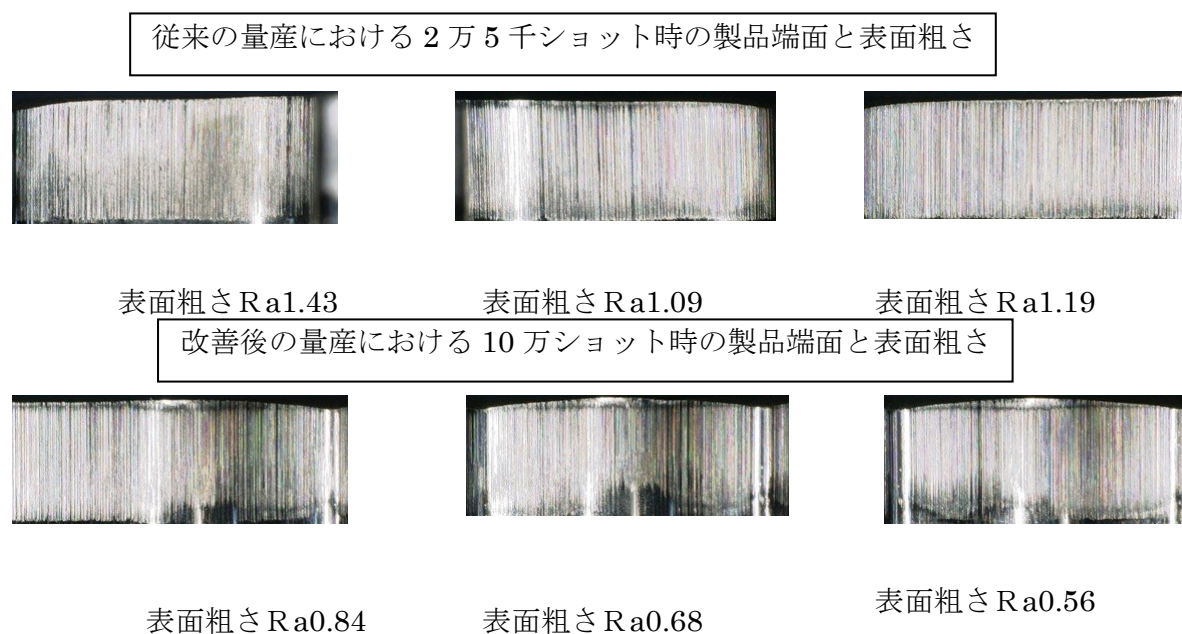 従来の量産における2万5千ショット時の製品端面と表面粗さ
表面粗さRa1.43
表面粗さRa1.09
表面粗さRa1.19
改善後の量産における10万ショット時の製品端面と表面粗さ
表面粗さRa0.84
表面粗さRa0.68
表面粗さRa0.56